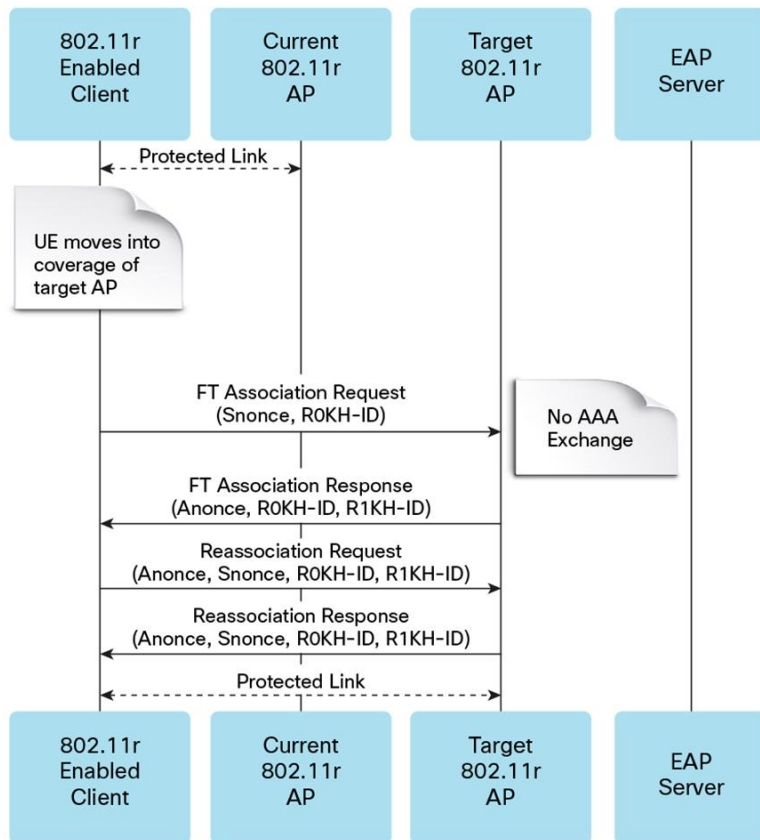 802.11r
Enabled
Client
Current
802.11r
AP
Target
802.11r
AP
EAP
Server
Protected Link
UE moves into
coverage of
target AP
FT Association Request
(Snonce, R0KH-ID)
No AAA
Exchange
FT Association Response
(Anonce, R0KH-ID, R1KH-ID)
Reassociation Request
(Anonce, Snonce, R0KH-ID, R1KH-ID)
Reassociation Response
(Anonce, Snonce, R0KH-ID, R1KH-ID)
Protected Link
802.11r
Enabled
Client
Current
802.11r
AP
Target
802.11r
AP
EAP
Server